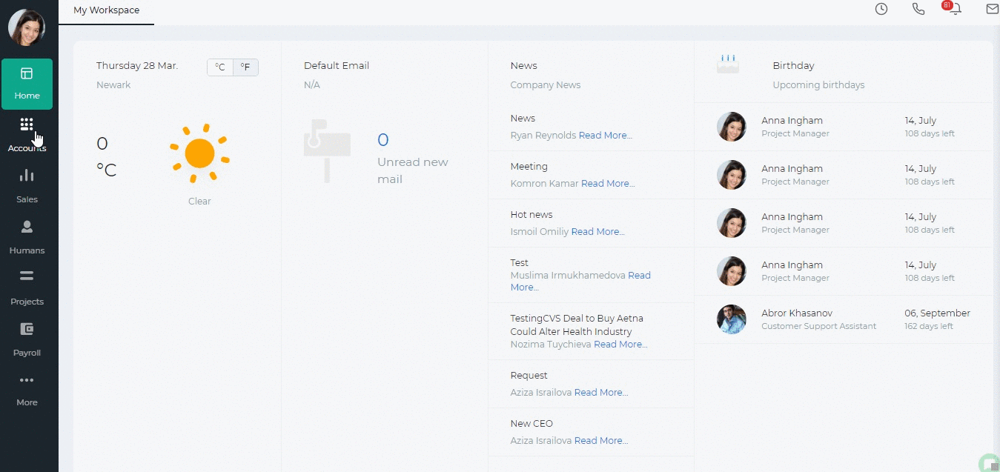 My Workspace
81
Home
Accounts
Sales
Humans
Projects
Payroll
More
Thursday 28 Mar.
°C
°F
Newark
0
°C
Clear
Default Email
N/A
0
Unread new
mail
News
Company News
News
Ryan Reynolds Read More...
Meeting
Komron Kamar Read More...
Hot news
Ismoil Omiliy Read More...
Test
Muslima Irmukhamedova Read
More...
TestingCVS Deal to Buy Aetna
Could Alter Health Industry
Nozima Tuychieva Read More...
Request
Aziza Israilova Read More...
New CEO
Aziza Israilova Read More...
Birthday
Upcoming birthdays
Anna Ingham 14, July
Project Manager 108 days left
Anna Ingham 14, July
Project Manager 108 days left
Anna Ingham 14, July
Project Manager 108 days left
Anna Ingham 14, July
Project Manager 108 days left
Abror Khasanov 06, September
Customer Support Assistant 162 days left